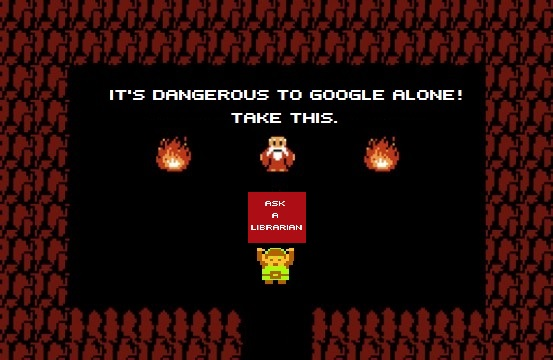 IT'S DANGEROUS TO GOOGLE ALONE!
TAKE THIS.
ASK
A
LIBRARIAN